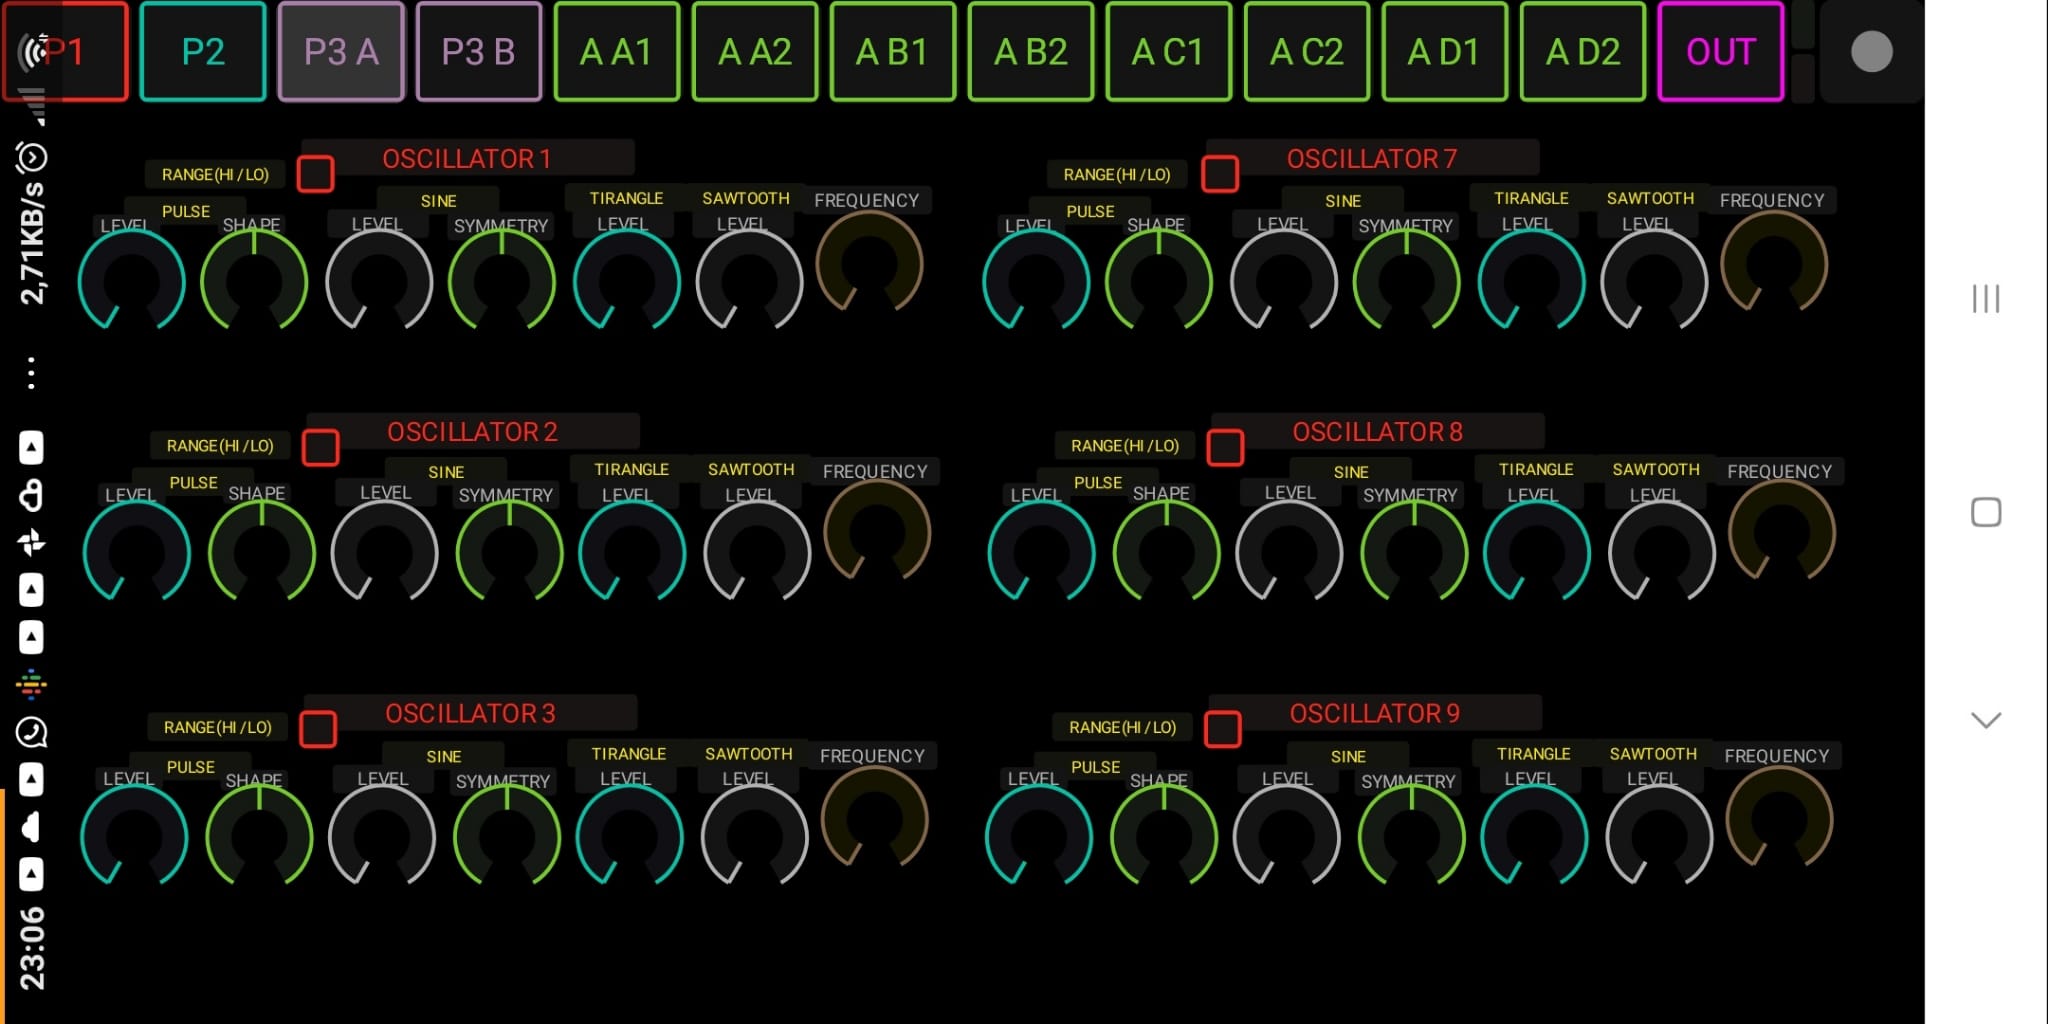 P1 P2 P3 A P3 B A A1 A A2 A B1 A B2 A C1 A C2 A D1 A D2 OUT
OSCILLATOR 1
RANGE(HI / LO)
PULSE SINE TIRANGLE SAWTOOTH FREQUENCY
LEVEL SHAPE LEVEL SYMMETRY LEVEL LEVEL
OSCILLATOR 7
RANGE(HI / LO)
PULSE SINE TIRANGLE SAWTOOTH FREQUENCY
LEVEL SHAPE LEVEL SYMMETRY LEVEL LEVEL
OSCILLATOR 2
RANGE(HI / LO)
PULSE SINE TIRANGLE SAWTOOTH FREQUENCY
LEVEL SHAPE LEVEL SYMMETRY LEVEL LEVEL
OSCILLATOR 8
RANGE(HI / LO)
PULSE SINE TIRANGLE SAWTOOTH FREQUENCY
LEVEL SHAPE LEVEL SYMMETRY LEVEL LEVEL
OSCILLATOR 3
RANGE(HI / LO)
PULSE SINE TIRANGLE SAWTOOTH FREQUENCY
LEVEL SHAPE LEVEL SYMMETRY LEVEL LEVEL
OSCILLATOR 9
RANGE(HI / LO)
PULSE SINE TIRANGLE SAWTOOTH FREQUENCY
LEVEL SHAPE LEVEL SYMMETRY LEVEL LEVEL
23:06
2,71KB/s